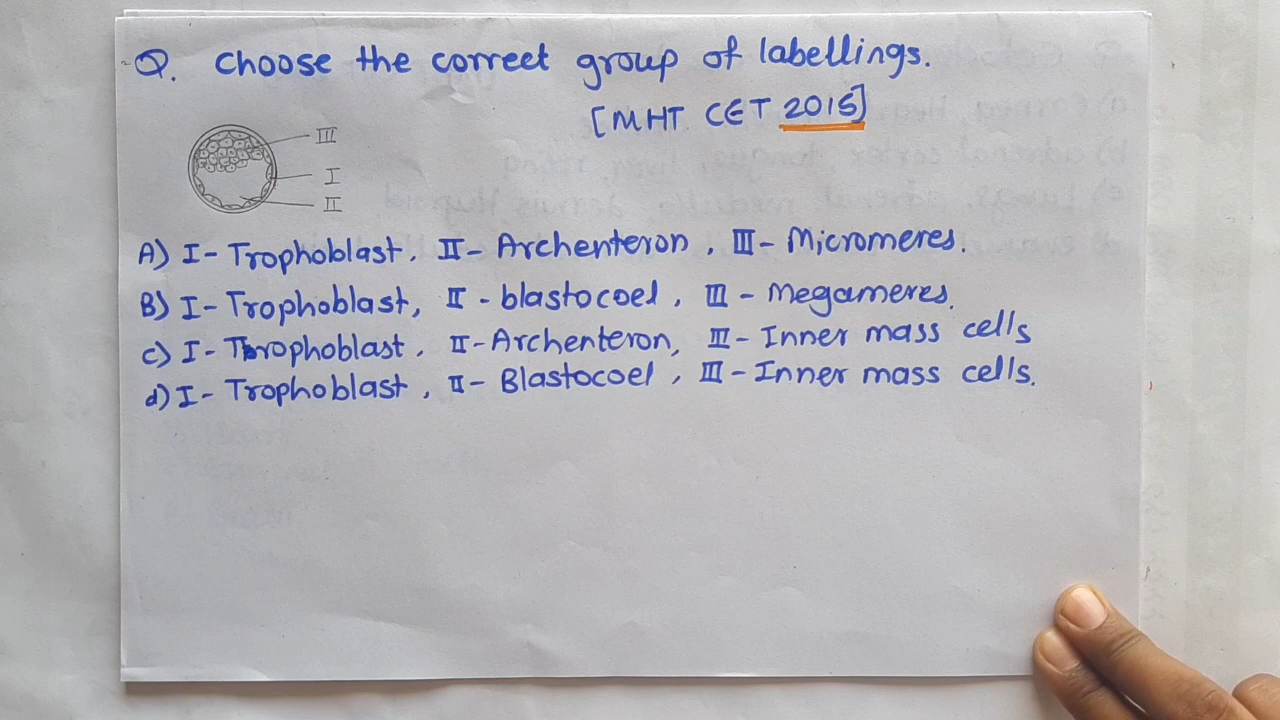 Q. Choose the correct group of labellings.
[MHT CET 2015]
III
I
II
A) I - Trophoblast, II - Archenteron, III - Micromeres.
B) I - Trophoblast, II - blastocoel, III - Megameres.
c) I - Trophoblast, II - Archenteron, III - Inner mass cells
d) I - Trophoblast, II - Blastocoel, III - Inner mass cells.